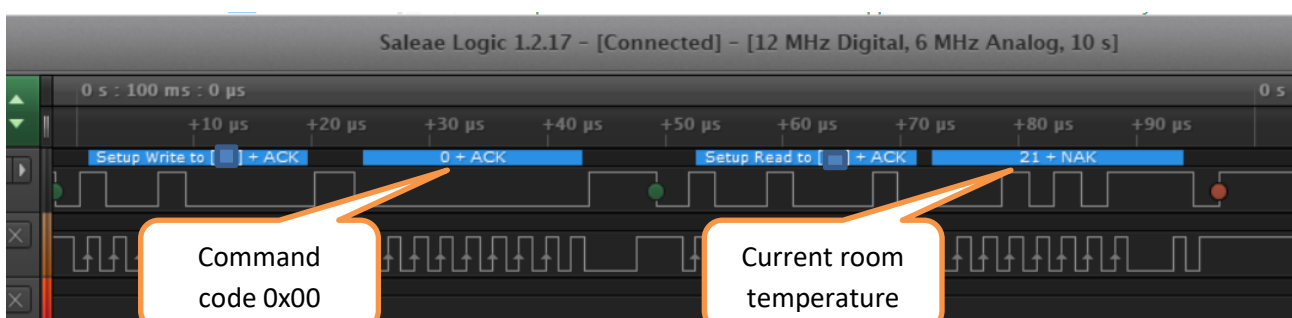 Saleae Logic 1.2.17 – [Connected] – [12 MHz Digital, 6 MHz Analog, 10 s]
0 s : 100 ms : 0 µs
0 s
+10 µs +20 µs +30 µs +40 µs +50 µs +60 µs +70 µs +80 µs +90 µs
Setup Write to [ ] + ACK 0 + ACK Setup Read to [ ] + ACK 21 + NAK
Command
code 0x00
Current room
temperature